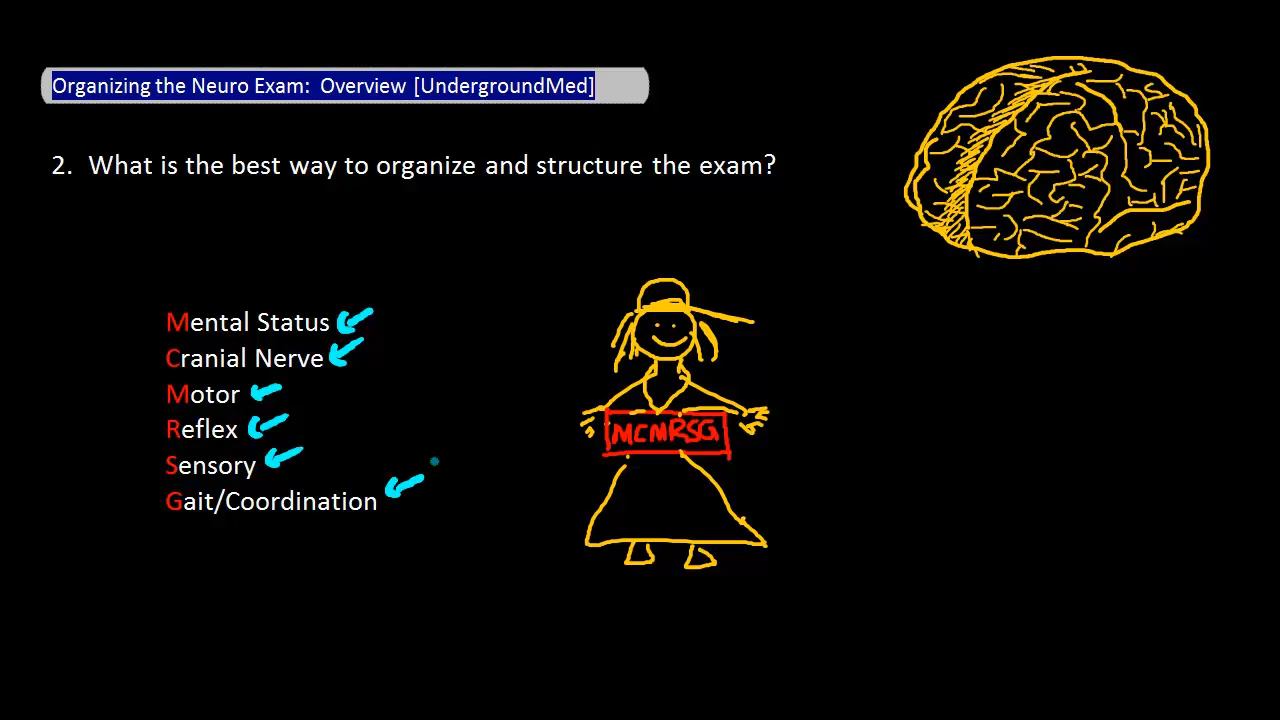 Organizing the Neuro Exam: Overview [UndergroundMed]
2. What is the best way to organize and structure the exam?
Mental Status
Cranial Nerve
Motor
Reflex
Sensory
Gait/Coordination
MCMRSG